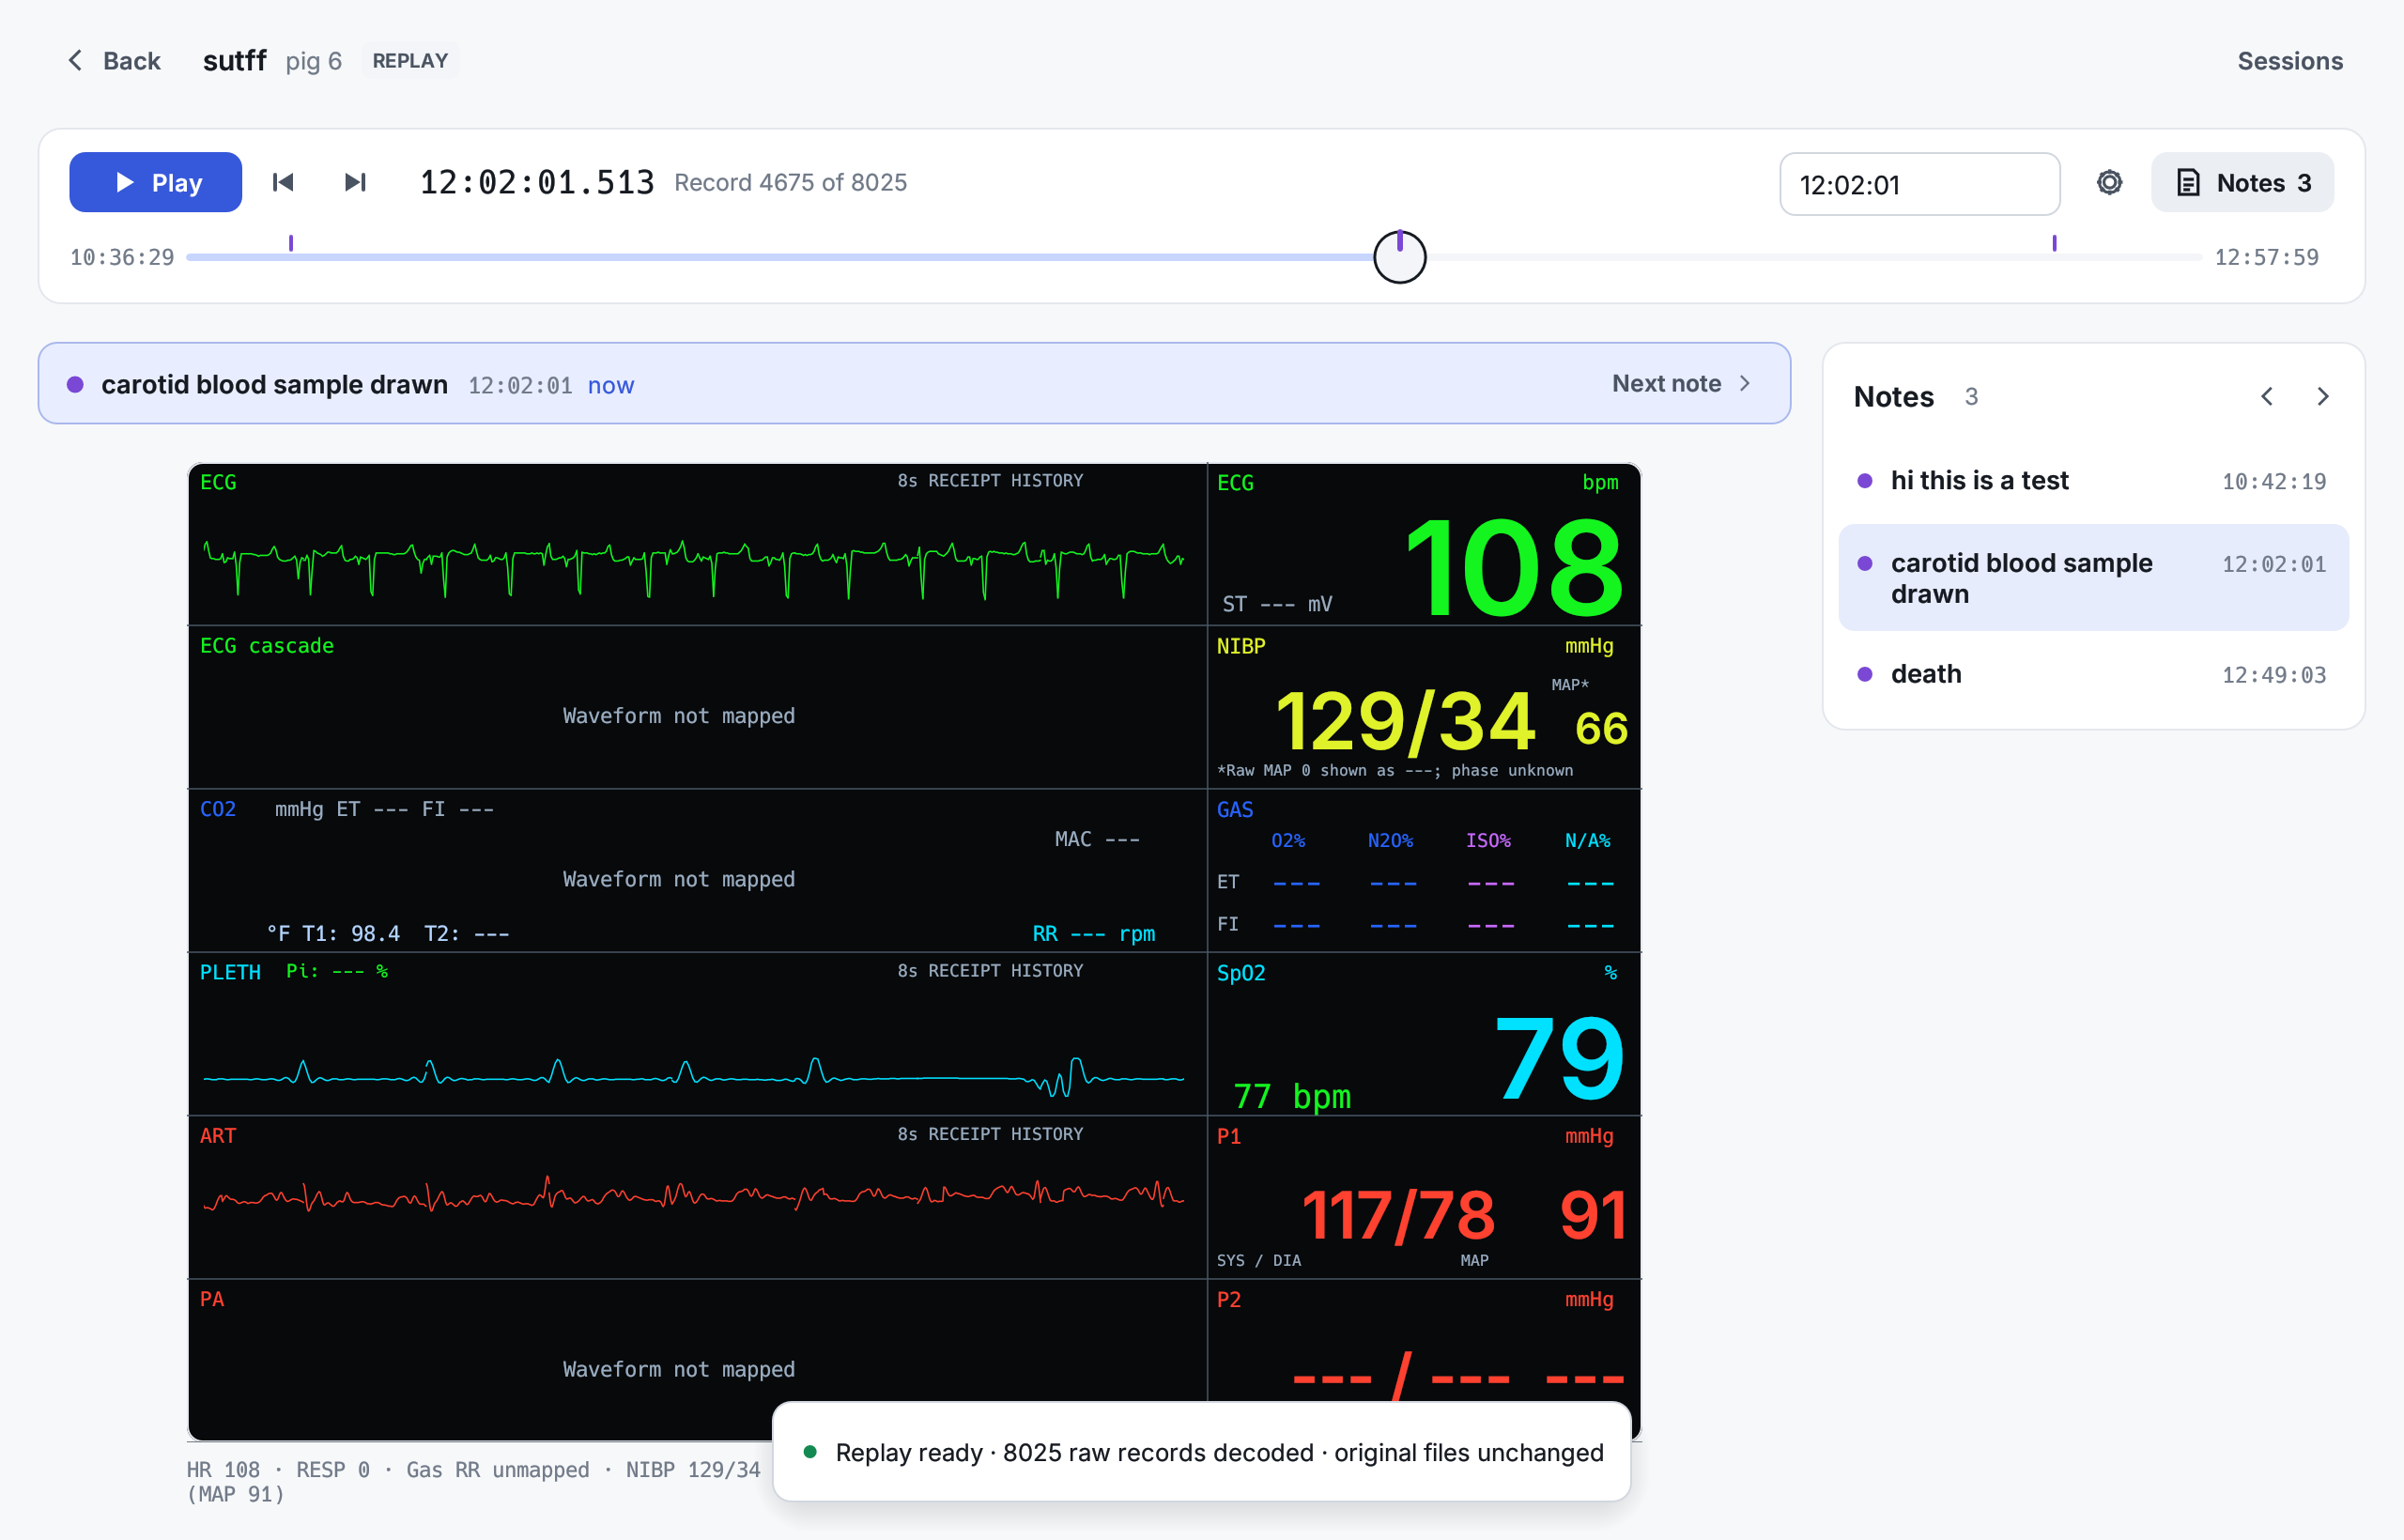 Back sutff pig 6 REPLAY Sessions
Play 12:02:01.513 Record 4675 of 8025 12:02:01 Notes 3
10:36:29 12:57:59
carotid blood sample drawn 12:02:01 now Next note
Notes 3
hi this is a test 10:42:19
carotid blood sample 12:02:01
drawn
death 12:49:03
ECG 8s RECEIPT HISTORY
ECG bpm
108
ST --- mV
ECG cascade
Waveform not mapped
NIBP mmHg
MAP*
129/34 66
*Raw MAP 0 shown as ---; phase unknown
CO2 mmHg ET --- FI ---
MAC ---
Waveform not mapped
°F T1: 98.4 T2: --- RR --- rpm
GAS
O2% N2O% ISO% N/A%
ET --- --- --- ---
FI --- --- --- ---
PLETH Pi: --- % 8s RECEIPT HISTORY
SpO2 %
79
77 bpm
ART 8s RECEIPT HISTORY
P1 mmHg
117/78 91
SYS / DIA MAP
PA
Waveform not mapped
P2 mmHg
--- / --- ---
Replay ready · 8025 raw records decoded · original files unchanged
HR 108 · RESP 0 · Gas RR unmapped · NIBP 129/34
(MAP 91)